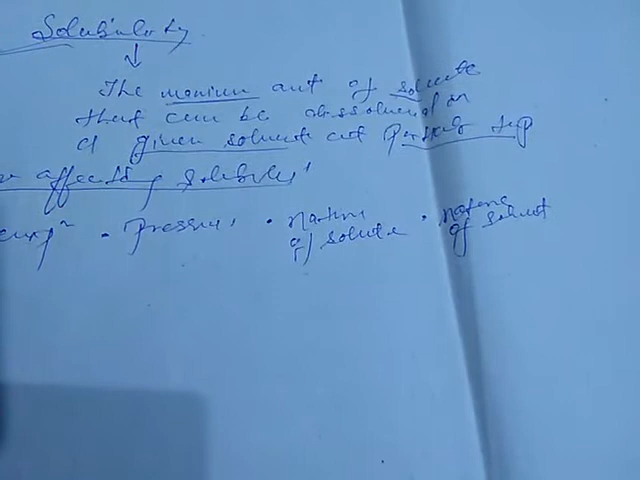 Solubility
↓
The maximum amt of solute
that can be dissolved in
a given solvent at particular temp
affecting solubility
• Pressure • nature of solute • nature of solvent